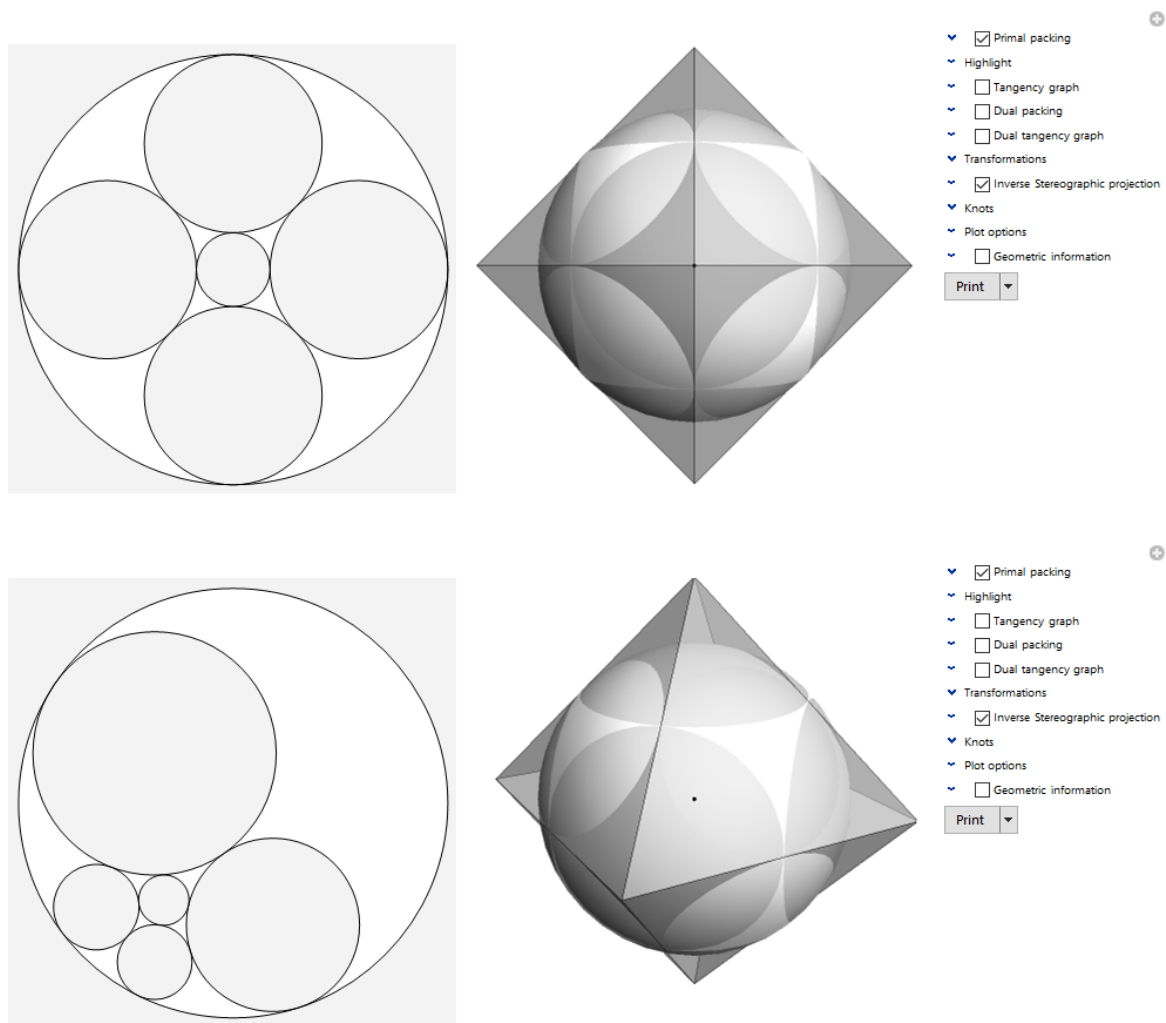 Primal packing
Highlight
Tangency graph
Dual packing
Dual tangency graph
Transformations
Inverse Stereographic projection
Knots
Plot options
Geometric information
Print
Primal packing
Highlight
Tangency graph
Dual packing
Dual tangency graph
Transformations
Inverse Stereographic projection
Knots
Plot options
Geometric information
Print